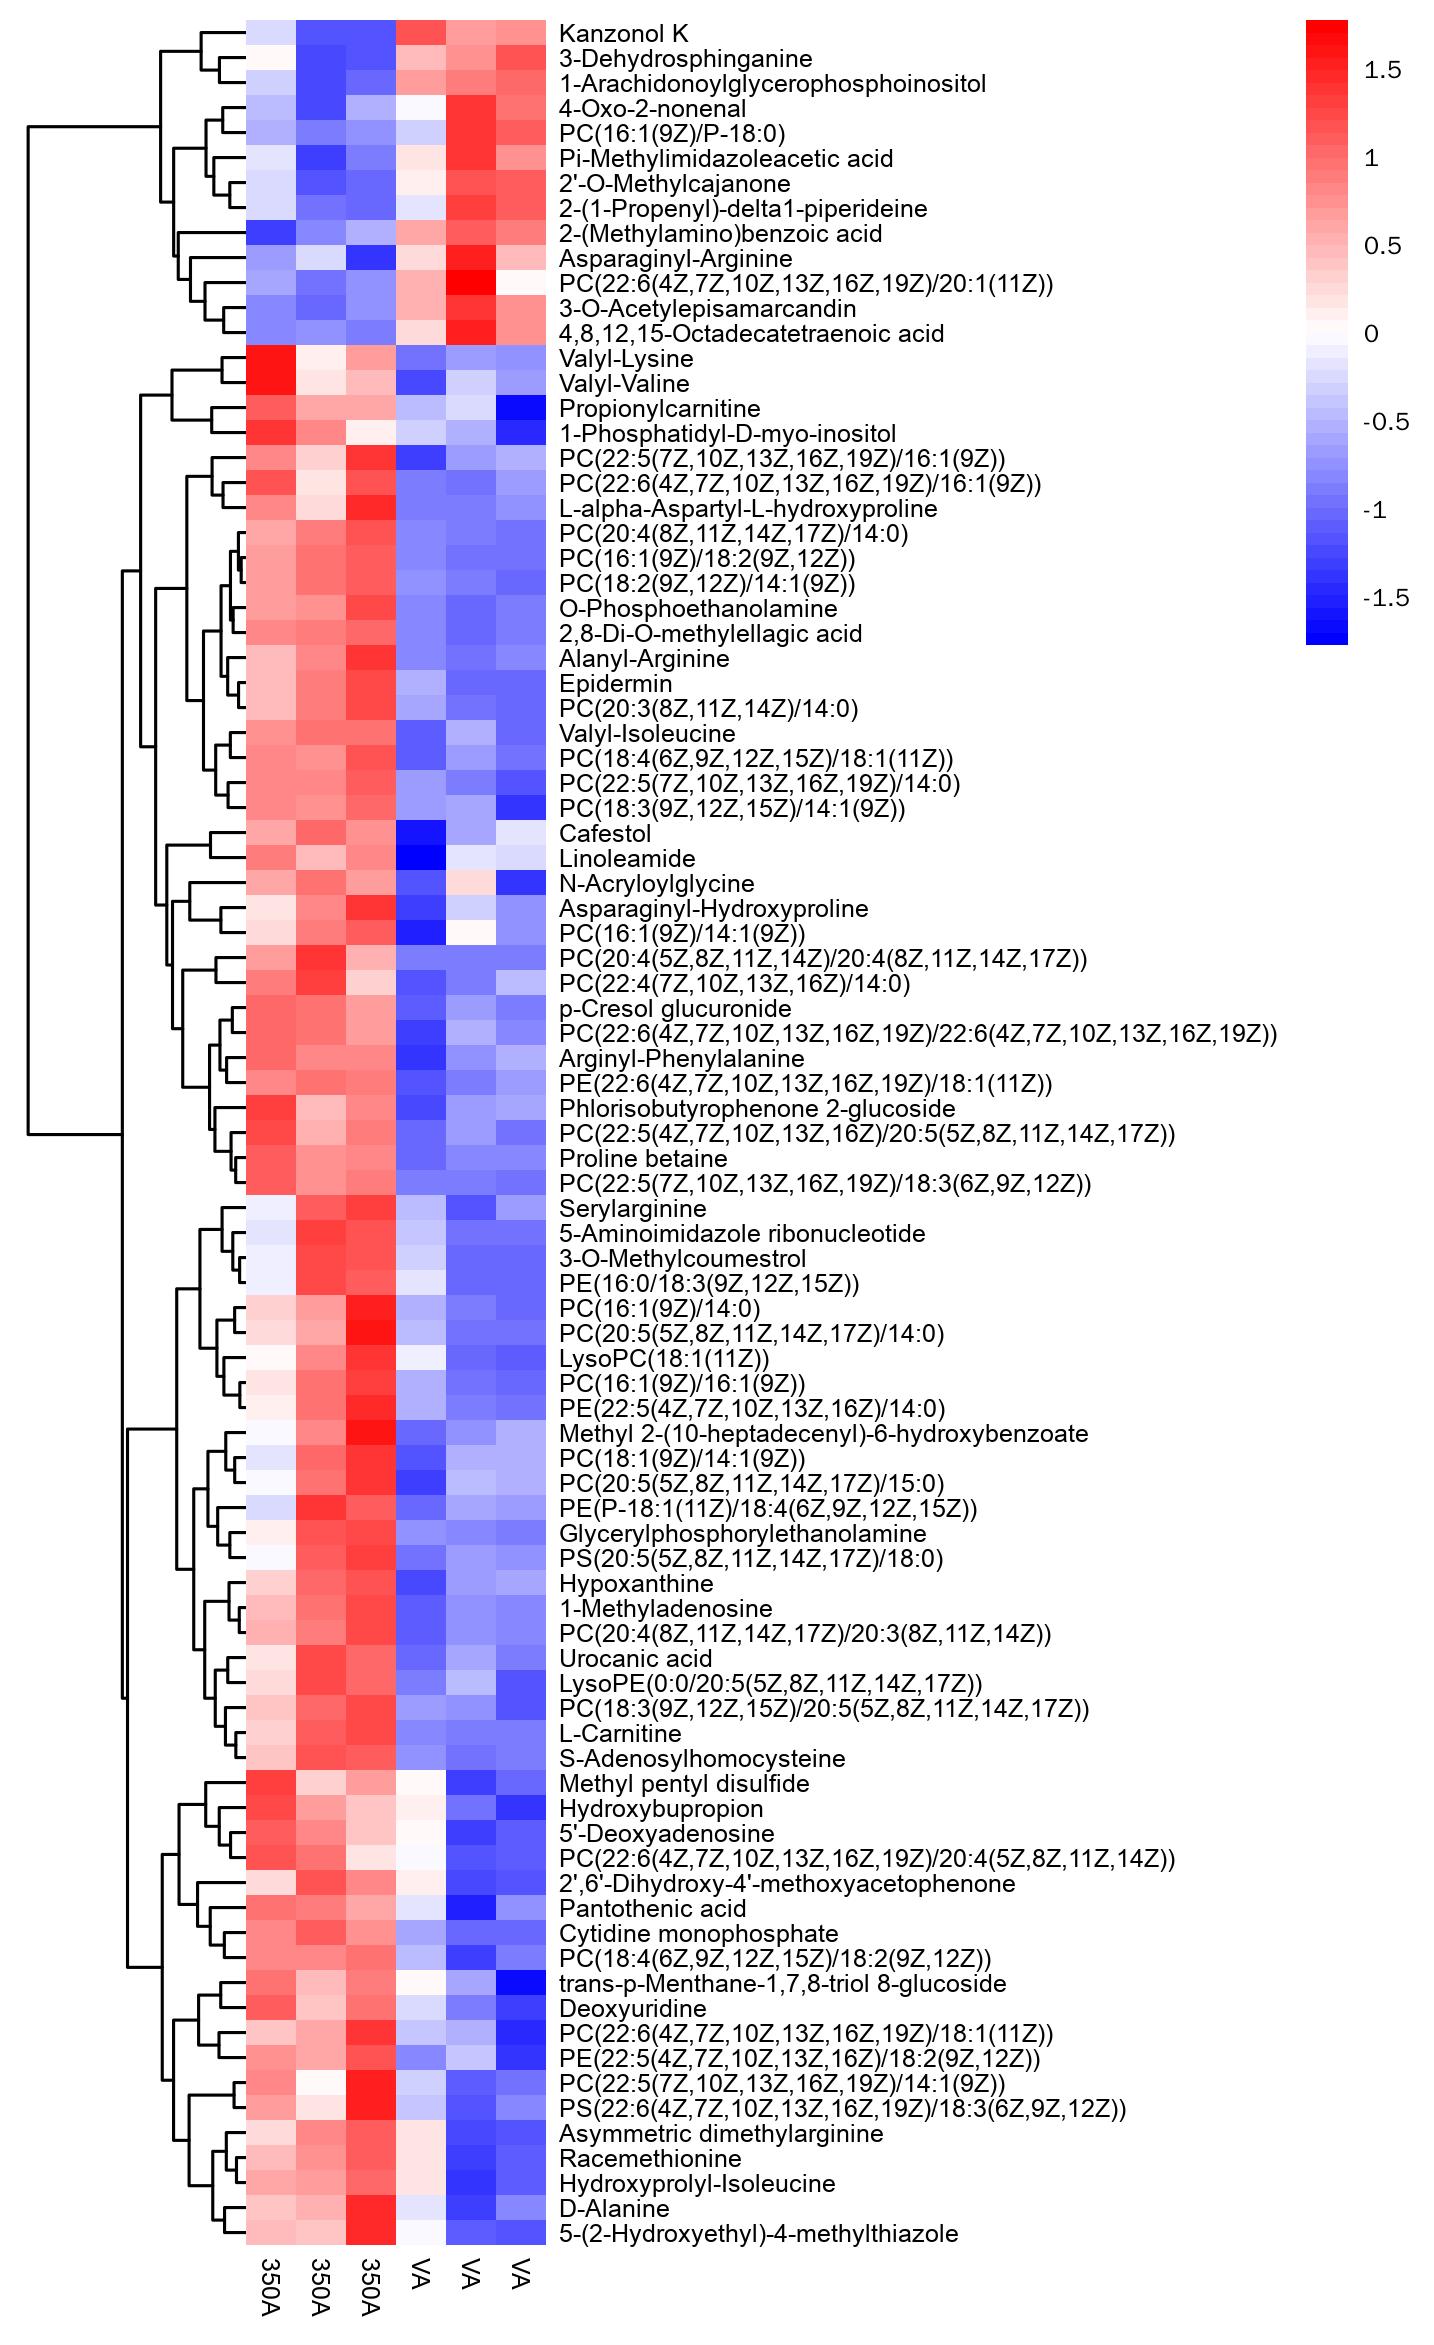 Kanzonol K
3-Dehydrosphinganine
1-Arachidonoylglycerophosphoinositol
4-Oxo-2-nonenal
PC(16:1(9Z)/P-18:0)
Pi-Methylimidazoleacetic acid
2'-O-Methylcajanone
2-(1-Propenyl)-delta1-piperideine
2-(Methylamino)benzoic acid
Asparaginyl-Arginine
PC(22:6(4Z,7Z,10Z,13Z,16Z,19Z)/20:1(11Z))
3-O-Acetylepisamarcandin
4,8,12,15-Octadecatetraenoic acid
Valyl-Lysine
Valyl-Valine
Propionylcarnitine
1-Phosphatidyl-D-myo-inositol
PC(22:5(7Z,10Z,13Z,16Z,19Z)/16:1(9Z))
PC(22:6(4Z,7Z,10Z,13Z,16Z,19Z)/16:1(9Z))
L-alpha-Aspartyl-L-hydroxyproline
PC(20:4(8Z,11Z,14Z,17Z)/14:0)
PC(16:1(9Z)/18:2(9Z,12Z))
PC(18:2(9Z,12Z)/14:1(9Z))
O-Phosphoethanolamine
2,8-Di-O-methylellagic acid
Alanyl-Arginine
Epidermin
PC(20:3(8Z,11Z,14Z)/14:0)
Valyl-Isoleucine
PC(18:4(6Z,9Z,12Z,15Z)/18:1(11Z))
PC(22:5(7Z,10Z,13Z,16Z,19Z)/14:0)
PC(18:3(9Z,12Z,15Z)/14:1(9Z))
Cafestol
Linoleamide
N-Acryloylglycine
Asparaginyl-Hydroxyproline
PC(16:1(9Z)/14:1(9Z))
PC(20:4(5Z,8Z,11Z,14Z)/20:4(8Z,11Z,14Z,17Z))
PC(22:4(7Z,10Z,13Z,16Z)/14:0)
p-Cresol glucuronide
PC(22:6(4Z,7Z,10Z,13Z,16Z,19Z)/22:6(4Z,7Z,10Z,13Z,16Z,19Z))
Arginyl-Phenylalanine
PE(22:6(4Z,7Z,10Z,13Z,16Z,19Z)/18:1(11Z))
Phlorisobutyrophenone 2-glucoside
PC(22:5(4Z,7Z,10Z,13Z,16Z)/20:5(5Z,8Z,11Z,14Z,17Z))
Proline betaine
PC(22:5(7Z,10Z,13Z,16Z,19Z)/18:3(6Z,9Z,12Z))
Serylarginine
5-Aminoimidazole ribonucleotide
3-O-Methylcoumestrol
PE(16:0/18:3(9Z,12Z,15Z))
PC(16:1(9Z)/14:0)
PC(20:5(5Z,8Z,11Z,14Z,17Z)/14:0)
LysoPC(18:1(11Z))
PC(16:1(9Z)/16:1(9Z))
PE(22:5(4Z,7Z,10Z,13Z,16Z)/14:0)
Methyl 2-(10-heptadecenyl)-6-hydroxybenzoate
PC(18:1(9Z)/14:1(9Z))
PC(20:5(5Z,8Z,11Z,14Z,17Z)/15:0)
PE(P-18:1(11Z)/18:4(6Z,9Z,12Z,15Z))
Glycerylphosphorylethanolamine
PS(20:5(5Z,8Z,11Z,14Z,17Z)/18:0)
Hypoxanthine
1-Methyladenosine
PC(20:4(8Z,11Z,14Z,17Z)/20:3(8Z,11Z,14Z))
Urocanic acid
LysoPE(0:0/20:5(5Z,8Z,11Z,14Z,17Z))
PC(18:3(9Z,12Z,15Z)/20:5(5Z,8Z,11Z,14Z,17Z))
L-Carnitine
S-Adenosylhomocysteine
Methyl pentyl disulfide
Hydroxybupropion
5'-Deoxyadenosine
PC(22:6(4Z,7Z,10Z,13Z,16Z,19Z)/20:4(5Z,8Z,11Z,14Z))
2',6'-Dihydroxy-4'-methoxyacetophenone
Pantothenic acid
Cytidine monophosphate
PC(18:4(6Z,9Z,12Z,15Z)/18:2(9Z,12Z))
trans-p-Menthane-1,7,8-triol 8-glucoside
Deoxyuridine
PC(22:6(4Z,7Z,10Z,13Z,16Z,19Z)/18:1(11Z))
PE(22:5(4Z,7Z,10Z,13Z,16Z)/18:2(9Z,12Z))
PC(22:5(7Z,10Z,13Z,16Z,19Z)/14:1(9Z))
PS(22:6(4Z,7Z,10Z,13Z,16Z,19Z)/18:3(6Z,9Z,12Z))
Asymmetric dimethylarginine
Racemethionine
Hydroxyprolyl-Isoleucine
D-Alanine
5-(2-Hydroxyethyl)-4-methylthiazole
350A
350A
350A
VA
VA
VA
1.5
1
0.5
0
-0.5
-1
-1.5